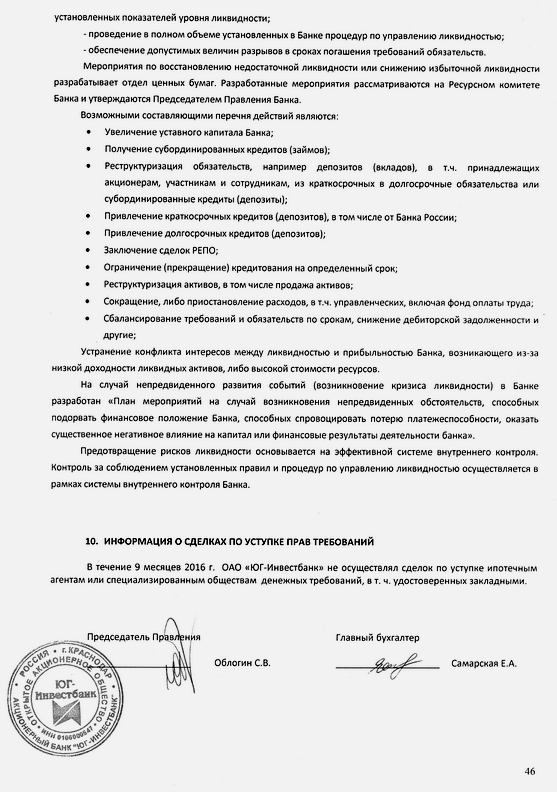 установленных показателей уровня ликвидности;
- проведение в полном объеме установленных в Банке процедур по управлению ликвидностью;
- обеспечение допустимых величин разрывов в сроках погашения требований обязательств.
Мероприятия по восстановлению недостаточной ликвидности или снижению избыточной ликвидности
разрабатывает отдел ценных бумаг. Разработанные мероприятия рассматриваются на Ресурсном комитете
Банка и утверждаются Председателем Правления Банка.
Возможными составляющими перечня действий являются:
• Увеличение уставного капитала Банка;
• Получение субординированных кредитов (займов);
• Реструктуризация обязательств, например депозитов (вкладов), в т.ч. принадлежащих
акционерам, участникам и сотрудникам, из краткосрочных в долгосрочные обязательства или
субординированные кредиты (депозиты);
• Привлечение краткосрочных кредитов (депозитов), в том числе от Банка России;
• Привлечение долгосрочных кредитов (депозитов);
• Заключение сделок РЕПО;
• Ограничение (прекращение) кредитования на определенный срок;
• Реструктуризация активов, в том числе продажа активов;
• Сокращение, либо приостановление расходов, в т.ч. управленческих, включая фонд оплаты труда;
• Сбалансирование требований и обязательств по срокам, снижение дебиторской задолженности и
другие;
Устранение конфликта интересов между ликвидностью и прибыльностью Банка, возникающего из-за
низкой доходности ликвидных активов, либо высокой стоимости ресурсов.
На случай непредвиденного развития событий (возникновение кризиса ликвидности) в Банке
разработан «План мероприятий на случай возникновения непредвиденных обстоятельств, способных
подорвать финансовое положение Банка, способных спровоцировать потерю платежеспособности, оказать
существенное негативное влияние на капитал или финансовые результаты деятельности банка».
Предотвращение рисков ликвидности основывается на эффективной системе внутреннего контроля.
Контроль за соблюдением установленных правил и процедур по управлению ликвидностью осуществляется в
рамках системы внутреннего контроля Банка.
10. ИНФОРМАЦИЯ О СДЕЛКАХ ПО УСТУПКЕ ПРАВ ТРЕБОВАНИЙ
В течение 9 месяцев 2016 г. ОАО «ЮГ-Инвестбанк» не осуществлял сделок по уступке ипотечным
агентам или специализированным обществам денежных требований, в т. ч. удостоверенных закладными.
Председатель Правления Главный бухгалтер
Облогин С.В. Самарская Е.А.
РОССИЯ • г. КРАСНОДАР
ОТКРЫТОЕ АКЦИОНЕРНОЕ ОБЩЕСТВО
АКЦИОНЕРНЫЙ БАНК "ЮГ-ИНВЕСТБАНК"
ЮГ-
Инвестбанк
46